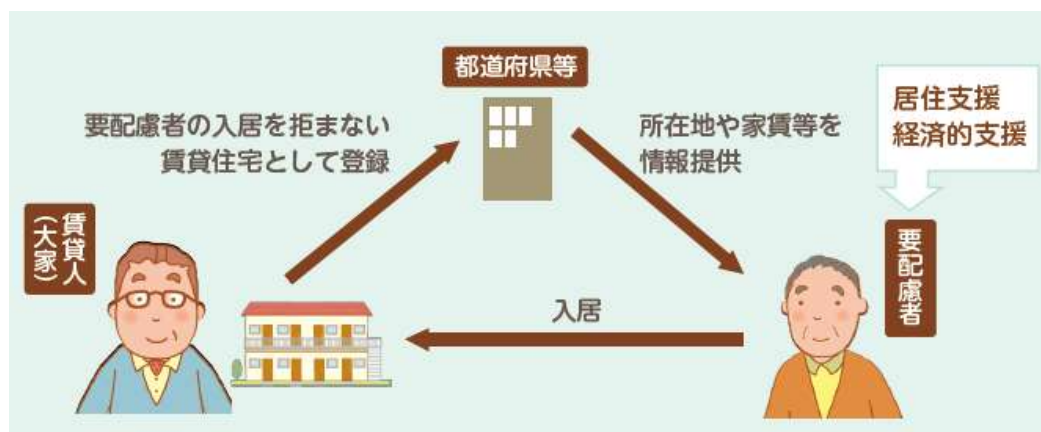 都道府県等
要配慮者の入居を拒まない
賃貸住宅として登録
所在地や家賃等を
情報提供
居住支援
経済的支援
賃貸人
（大家）
要配慮者
入居